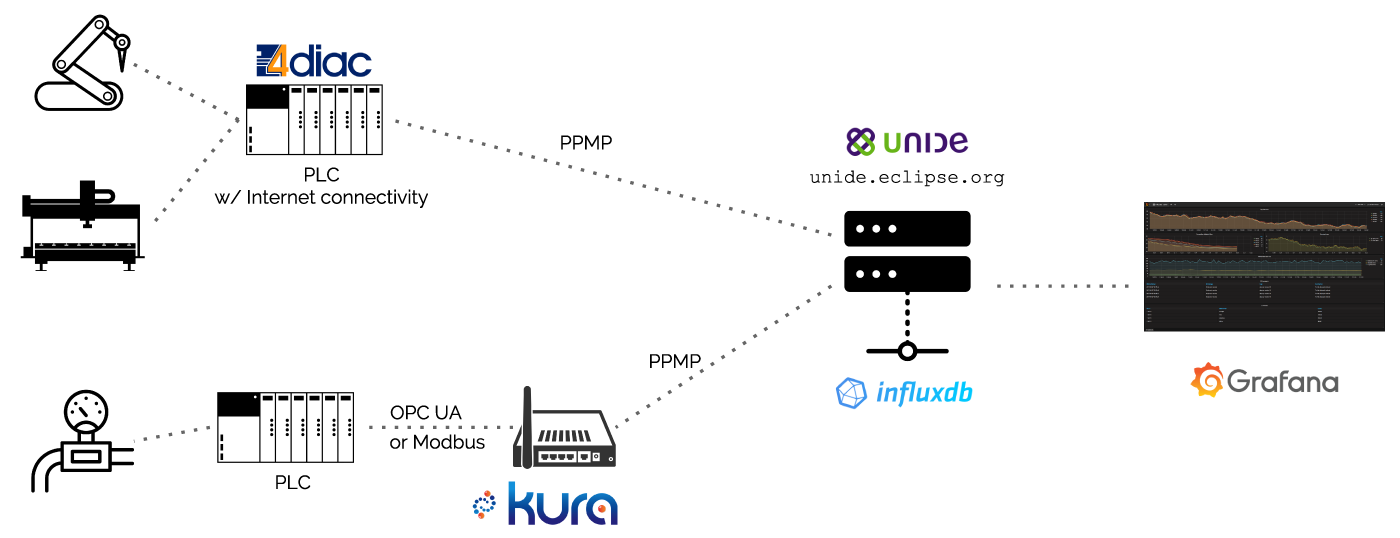 4diac
PLC
w/ Internet connectivity
PPMP
UNIDE
unide.eclipse.org
influxdb
Grafana
PPMP
OPC UA
or Modbus
PLC
kura